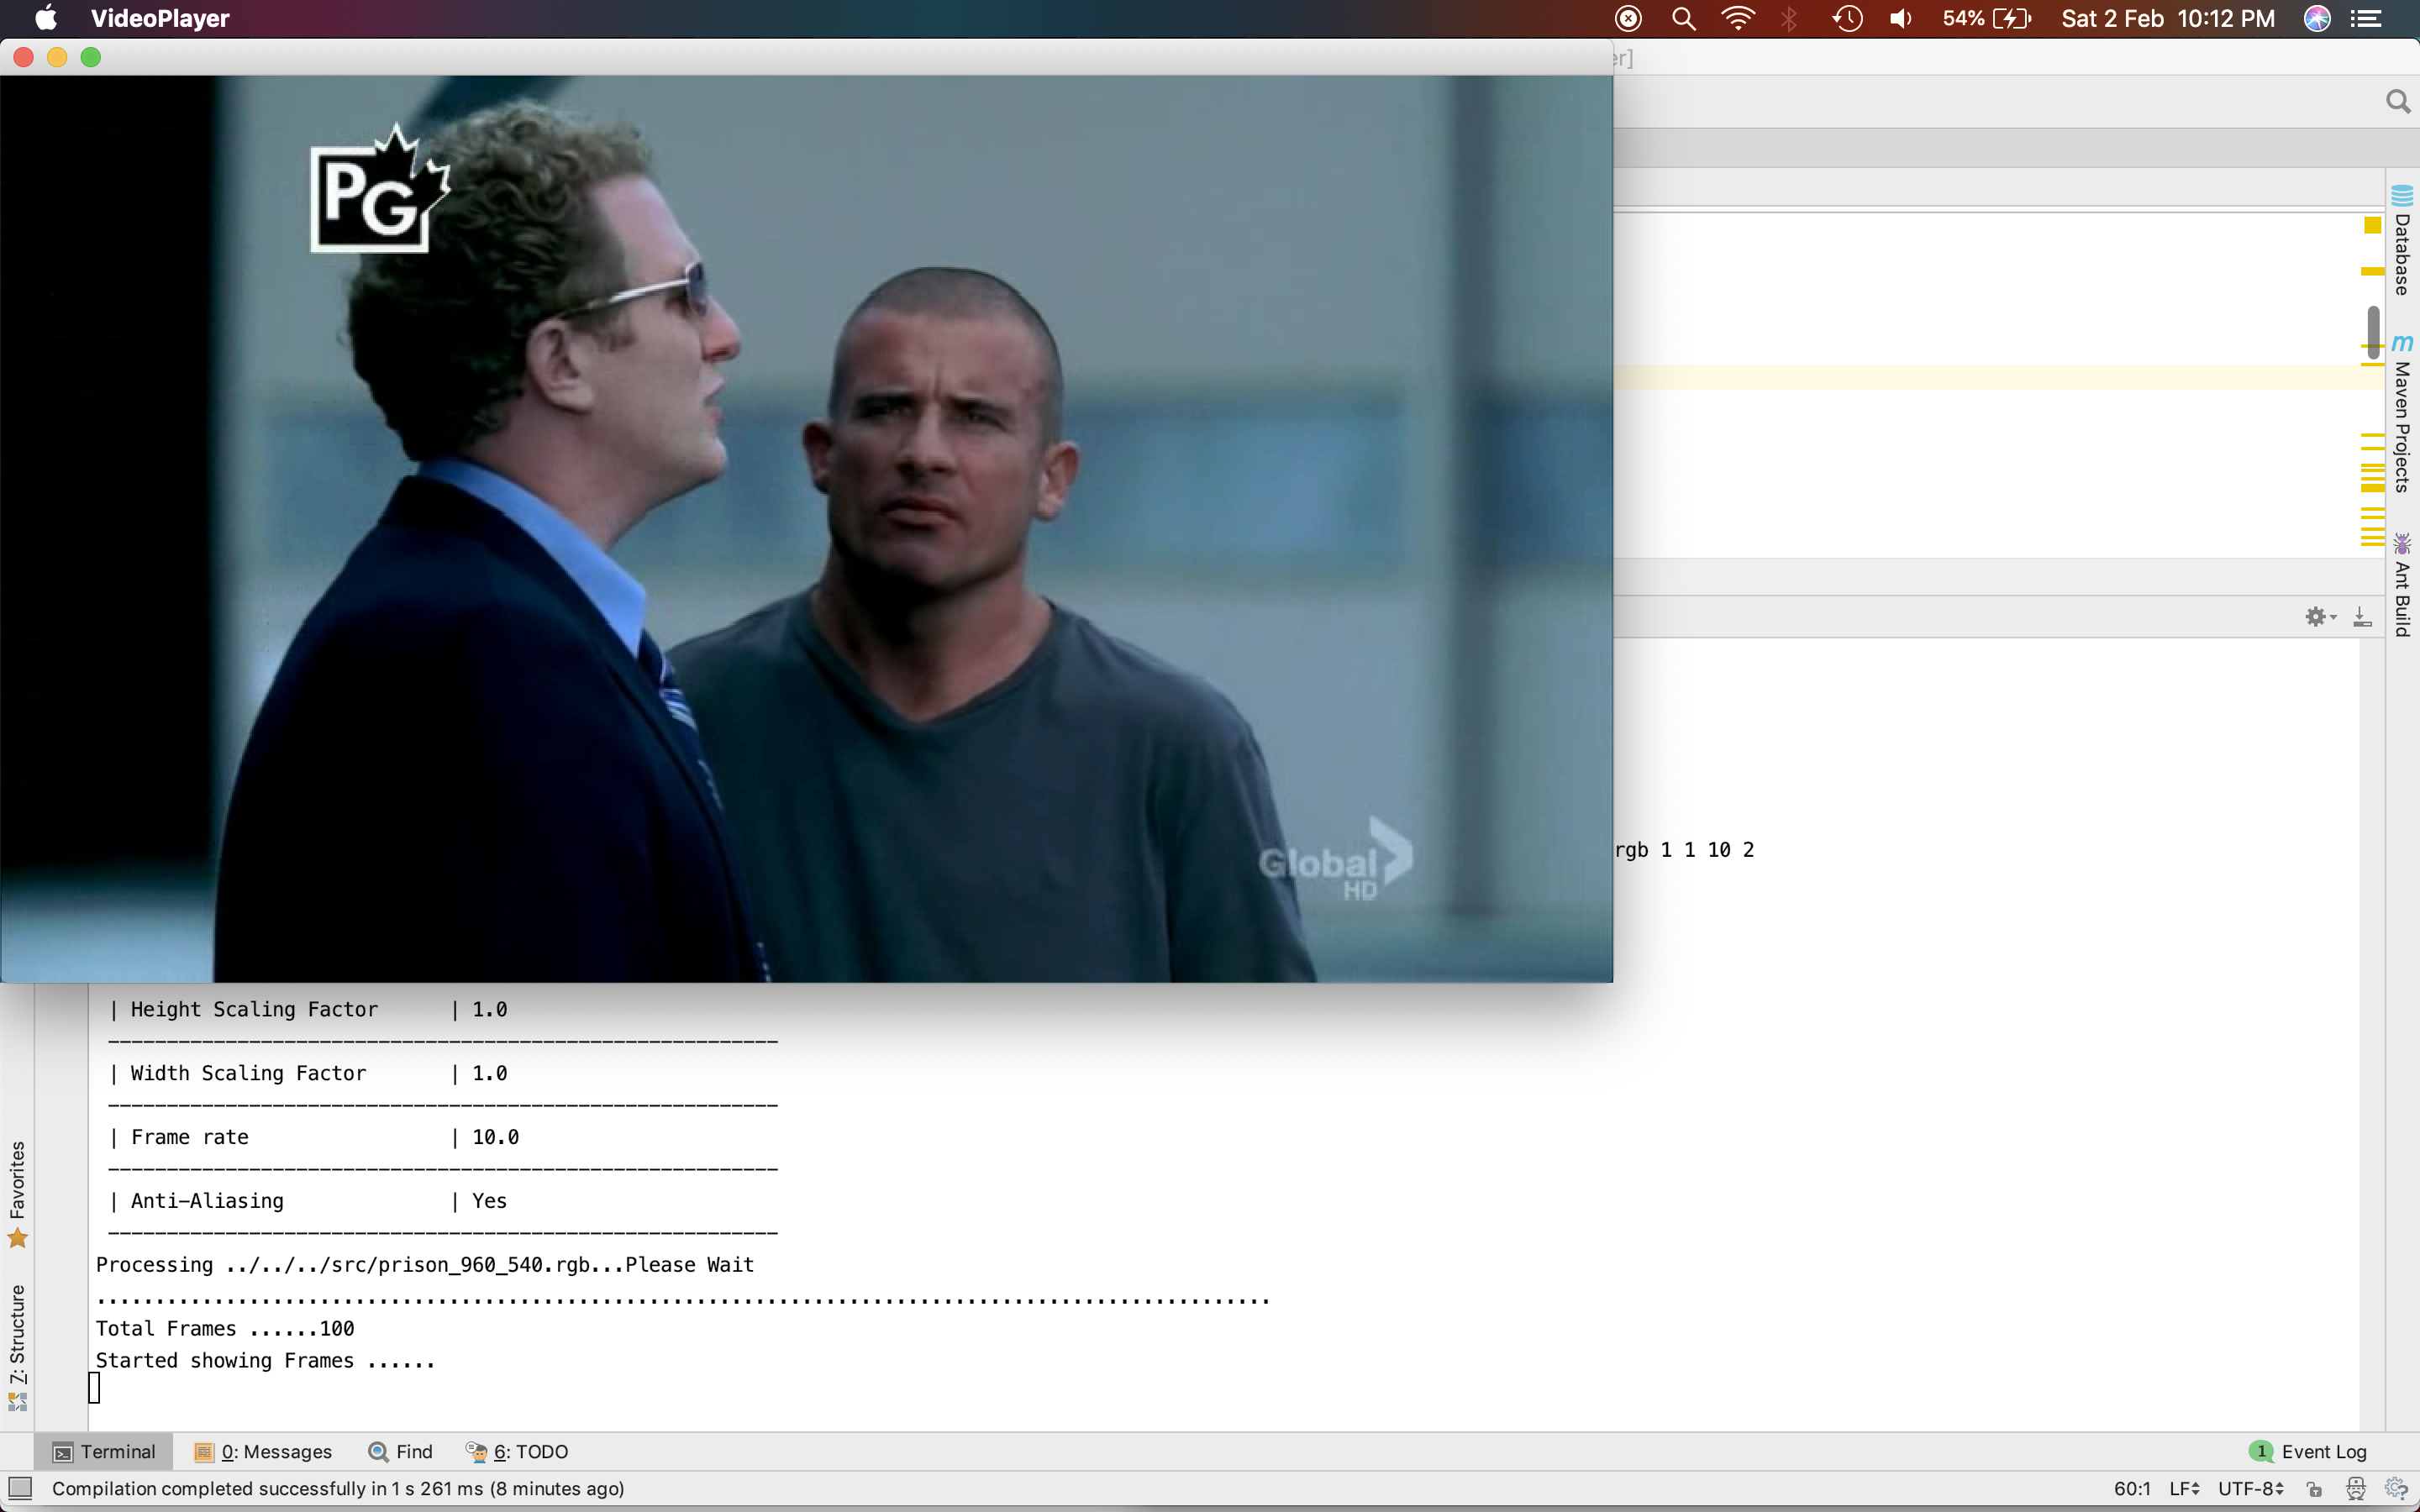 VideoPlayer
54%
Sat 2 Feb 10:12 PM
er]
PG
Database
m
Maven Projects
Ant Build
Global
HD
rgb 1 1 10 2
| Height Scaling Factor | 1.0
| Width Scaling Factor | 1.0
| Frame rate | 10.0
| Anti-Aliasing | Yes
Processing ../../../src/prison_960_540.rgb...Please Wait
....................................................................................................
Total Frames ......100
Started showing Frames ......
Favorites
7: Structure
Terminal
0: Messages
Find
6: TODO
1 Event Log
Compilation completed successfully in 1 s 261 ms (8 minutes ago)
60:1 LF UTF-8